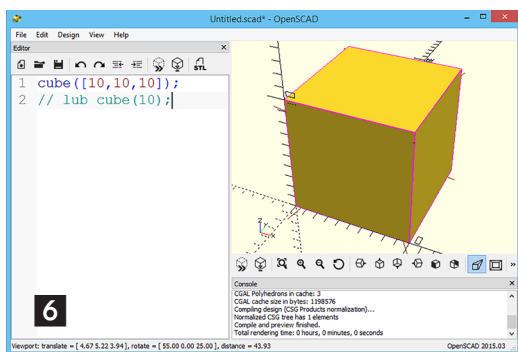 Untitled.scad* - OpenSCAD
File Edit Design View Help
Editor
STL
1 cube([10,10,10]);
2 // lub cube(10);
z
x
6
Console
CGAL Polyhedrons in cache: 3
CGAL cache size in bytes: 1198576
Compiling design (CSG Products normalization)...
Normalized CSG tree has 1 elements
Compile and preview finished.
Total rendering time: 0 hours, 0 minutes, 0 seconds
Viewport: translate = [ 4.67 5.22 3.94 ], rotate = [ 55.00 0.00 25.00 ], distance = 43.93
OpenSCAD 2015.03